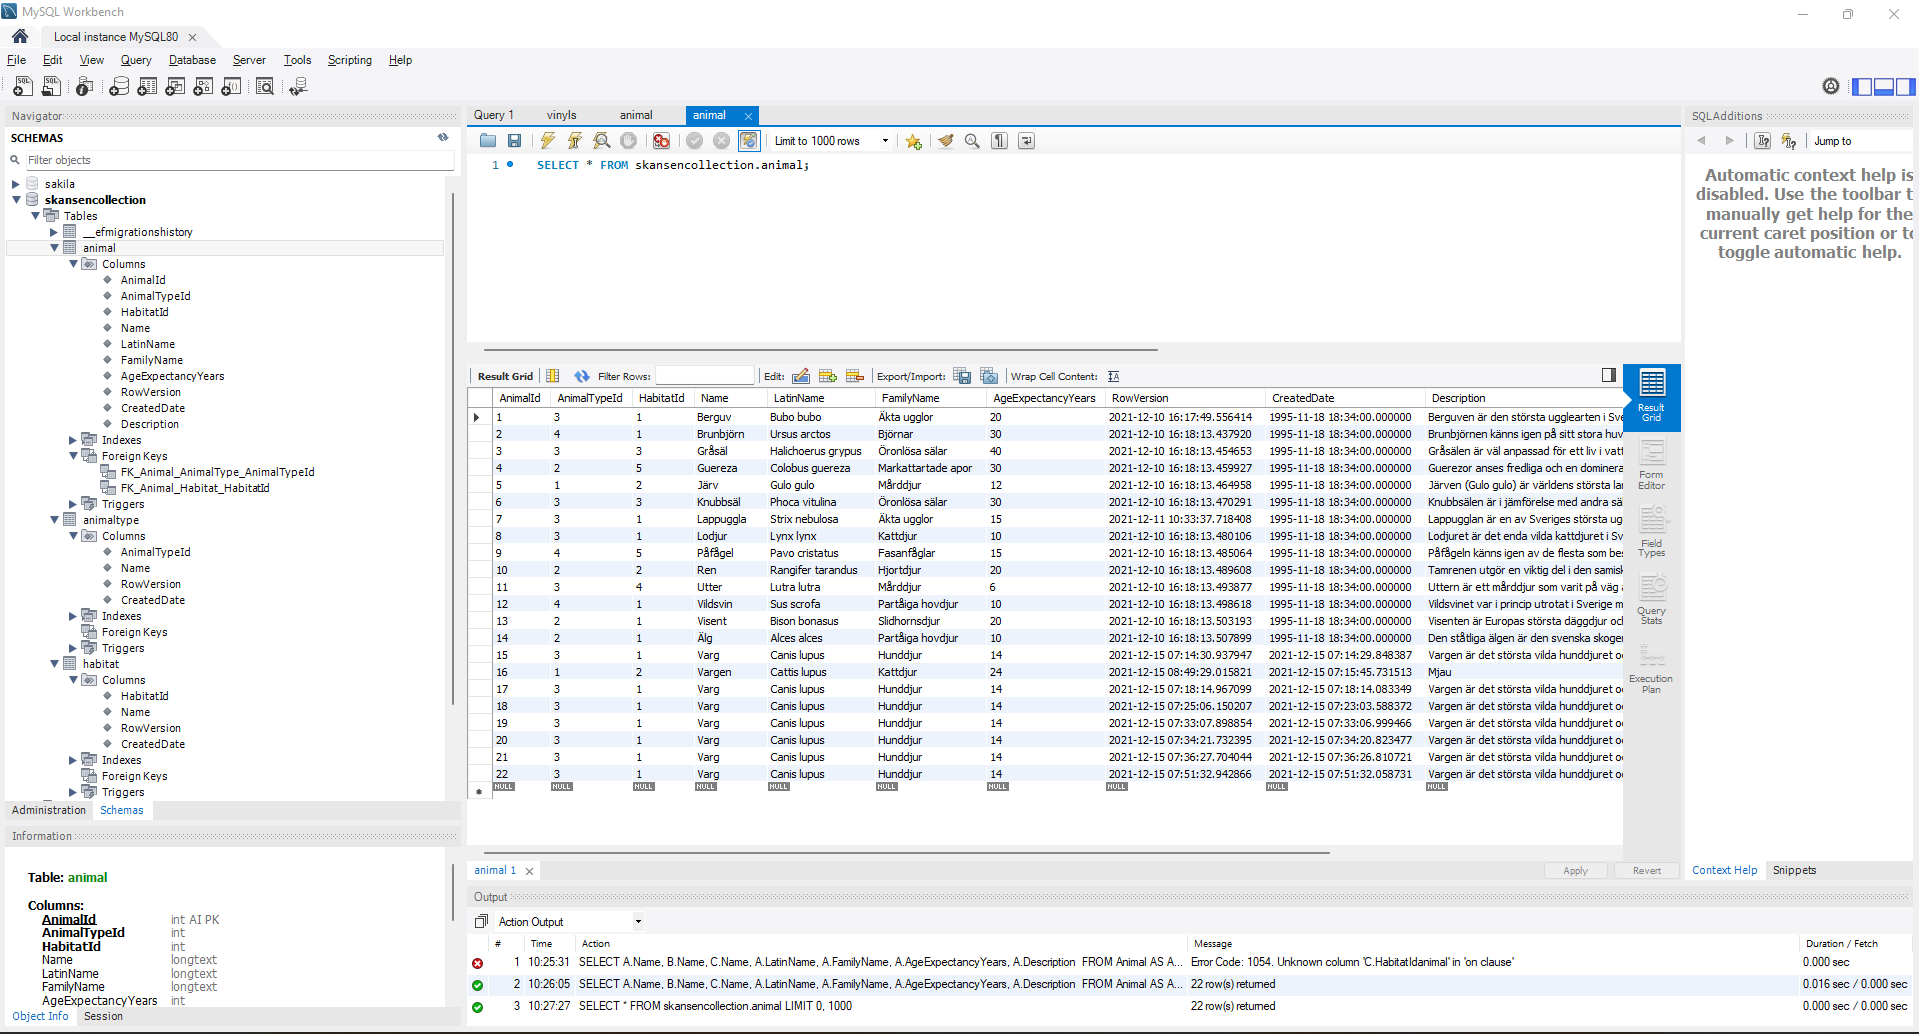 MySQL Workbench
Local instance MySQL80
File Edit View Query Database Server Tools Scripting Help
Navigator
SCHEMAS
Filter objects
sakila
skansencollection
Tables
__efmigrationshistory
animal
Columns
AnimalId
AnimalTypeId
HabitatId
Name
LatinName
FamilyName
AgeExpectancyYears
RowVersion
CreatedDate
Description
Indexes
Foreign Keys
FK_Animal_AnimalType_AnimalTypeId
FK_Animal_Habitat_HabitatId
Triggers
animaltype
Columns
AnimalTypeId
Name
RowVersion
CreatedDate
Indexes
Foreign Keys
Triggers
habitat
Columns
HabitatId
Name
RowVersion
CreatedDate
Indexes
Foreign Keys
Triggers
Administration Schemas
Information
Table: animal
Columns:
AnimalId int AI PK
AnimalTypeId int
HabitatId int
Name longtext
LatinName longtext
FamilyName longtext
AgeExpectancyYears int
Object Info Session
Query 1 vinyls animal animal
Limit to 1000 rows
1 SELECT * FROM skansencollection.animal;
Result Grid Filter Rows: Edit: Export/Import: Wrap Cell Content:
AnimalId AnimalTypeId HabitatId Name LatinName FamilyName AgeExpectancyYears RowVersion CreatedDate Description
1 3 1 Berguv Bubo bubo Äkta ugglor 20 2021-12-10 16:17:49.556414 1995-11-18 18:34:00.000000 Berguven är den största ugglearten i Sve
2 4 1 Brunbjörn Ursus arctos Björnar 30 2021-12-10 16:18:13.437920 1995-11-18 18:34:00.000000 Brunbjörnen känns igen på sitt stora huv
3 3 3 Gråsäl Halichoerus grypus Öronlösa sälar 40 2021-12-10 16:18:13.454653 1995-11-18 18:34:00.000000 Gråsälen är väl anpassad för ett liv i vatt
4 2 5 Guereza Colobus guereza Markattartade apor 30 2021-12-10 16:18:13.459927 1995-11-18 18:34:00.000000 Guerezor anses fredliga och en dominera
5 1 2 Järv Gulo gulo Mårddjur 12 2021-12-10 16:18:13.464958 1995-11-18 18:34:00.000000 Järven (Gulo gulo) är världens största lan
6 3 3 Knubbsäl Phoca vitulina Öronlösa sälar 30 2021-12-10 16:18:13.470291 1995-11-18 18:34:00.000000 Knubbsälen är i jämförelse med andra sä
7 3 1 Lappuggla Strix nebulosa Äkta ugglor 15 2021-12-11 10:33:37.718408 1995-11-18 18:34:00.000000 Lappugglan är en av Sveriges största ug
8 3 1 Lodjur Lynx lynx Kattdjur 10 2021-12-10 16:18:13.480106 1995-11-18 18:34:00.000000 Lodjuret är det enda vilda kattdjuret i Sv
9 4 5 Påfågel Pavo cristatus Fasanfåglar 15 2021-12-10 16:18:13.485064 1995-11-18 18:34:00.000000 Påfågeln känns igen av de flesta som bes
10 2 2 Ren Rangifer tarandus Hjortdjur 20 2021-12-10 16:18:13.489608 1995-11-18 18:34:00.000000 Tamrenen utgör en viktig del i den samisk
11 3 4 Utter Lutra lutra Mårddjur 6 2021-12-10 16:18:13.493877 1995-11-18 18:34:00.000000 Uttern är ett mårddjur som varit på väg a
12 4 1 Vildsvin Sus scrofa Partåiga hovdjur 10 2021-12-10 16:18:13.498618 1995-11-18 18:34:00.000000 Vildsvinet var i princip utrotat i Sverige m
13 2 1 Visent Bison bonasus Slidhornsdjur 20 2021-12-10 16:18:13.503193 1995-11-18 18:34:00.000000 Visenten är Europas största däggdjur och
14 2 1 Älg Alces alces Partåiga hovdjur 10 2021-12-10 16:18:13.507899 1995-11-18 18:34:00.000000 Den ståtliga älgen är den svenska skogen
15 3 1 Varg Canis lupus Hunddjur 14 2021-12-15 07:14:30.937947 2021-12-15 07:14:29.848387 Vargen är det största vilda hunddjuret oc
16 1 2 Vargen Cattis lupus Kattdjur 24 2021-12-15 08:49:29.015821 2021-12-15 07:15:45.731513 Mjau
17 3 1 Varg Canis lupus Hunddjur 14 2021-12-15 07:18:14.967099 2021-12-15 07:18:14.083349 Vargen är det största vilda hunddjuret oc
18 3 1 Varg Canis lupus Hunddjur 14 2021-12-15 07:25:06.150207 2021-12-15 07:23:03.588372 Vargen är det största vilda hunddjuret oc
19 3 1 Varg Canis lupus Hunddjur 14 2021-12-15 07:33:07.898854 2021-12-15 07:33:06.999466 Vargen är det största vilda hunddjuret oc
20 3 1 Varg Canis lupus Hunddjur 14 2021-12-15 07:34:21.732395 2021-12-15 07:34:20.823477 Vargen är det största vilda hunddjuret oc
21 3 1 Varg Canis lupus Hunddjur 14 2021-12-15 07:36:27.704044 2021-12-15 07:36:26.810721 Vargen är det största vilda hunddjuret oc
22 3 1 Varg Canis lupus Hunddjur 14 2021-12-15 07:51:32.942866 2021-12-15 07:51:32.058731 Vargen är det största vilda hunddjuret oc
NULL NULL NULL NULL NULL NULL NULL NULL NULL NULL
Result
Grid
Form
Editor
Field
Types
Query
Stats
Execution
Plan
animal 1 Apply Revert
Output
Action Output
# Time Action Message Duration / Fetch
1 10:25:31 SELECT A.Name, B.Name, C.Name, A.LatinName, A.FamilyName, A.AgeExpectancyYears, A.Description FROM Animal AS A... Error Code: 1054. Unknown column 'C.HabitatIdanimal' in 'on clause' 0.000 sec
2 10:26:05 SELECT A.Name, B.Name, C.Name, A.LatinName, A.FamilyName, A.AgeExpectancyYears, A.Description FROM Animal AS A... 22 row(s) returned 0.016 sec / 0.000 sec
3 10:27:27 SELECT * FROM skansencollection.animal LIMIT 0, 1000 22 row(s) returned 0.000 sec / 0.000 sec
SQLAdditions
Jump to
Automatic context help is
disabled. Use the toolbar t
manually get help for the
current caret position or to
toggle automatic help.
Context Help Snippets